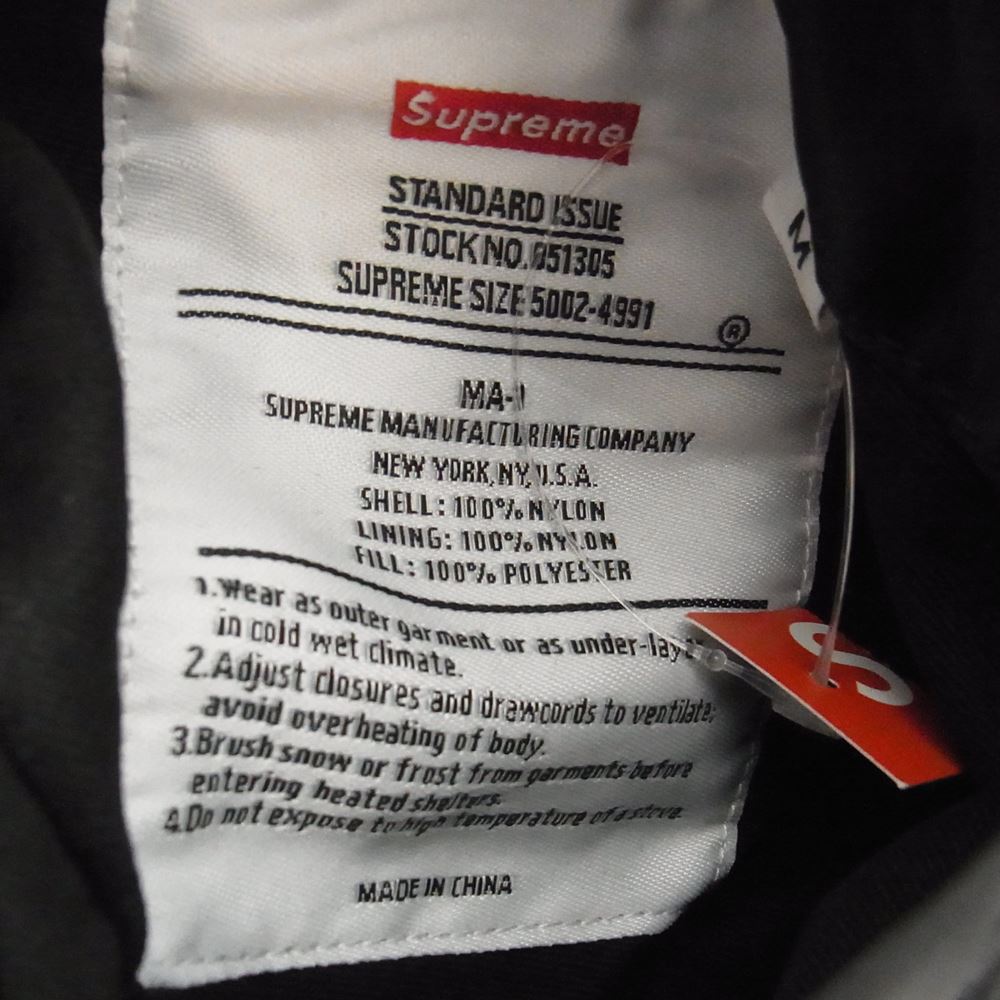 Supreme
STANDARD ISSUE
STOCK NO. 051305
SUPREME SIZE 5002-4991
®
M
MA-1
SUPREME MANUFACTURING COMPANY
NEW YORK, NY, U.S.A.
SHELL: 100% NYLON
LINING: 100% NYLON
FILL: 100% POLYESTER
1.Wear as outer garment or as under-layer
in cold wet climate.
2.Adjust closures and drawcords to ventilate;
avoid overheating of body.
3.Brush snow or frost from garments before
entering heated shelters.
4.Do not expose to high temperature of a stove.
MADE IN CHINA
S